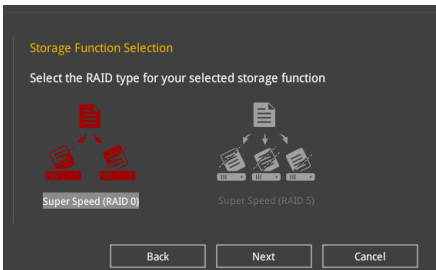 Storage Function Selection
Select the RAID type for your selected storage function
Super Speed (RAID 0)
Super Speed (RAID 5)
Back
Next
Cancel